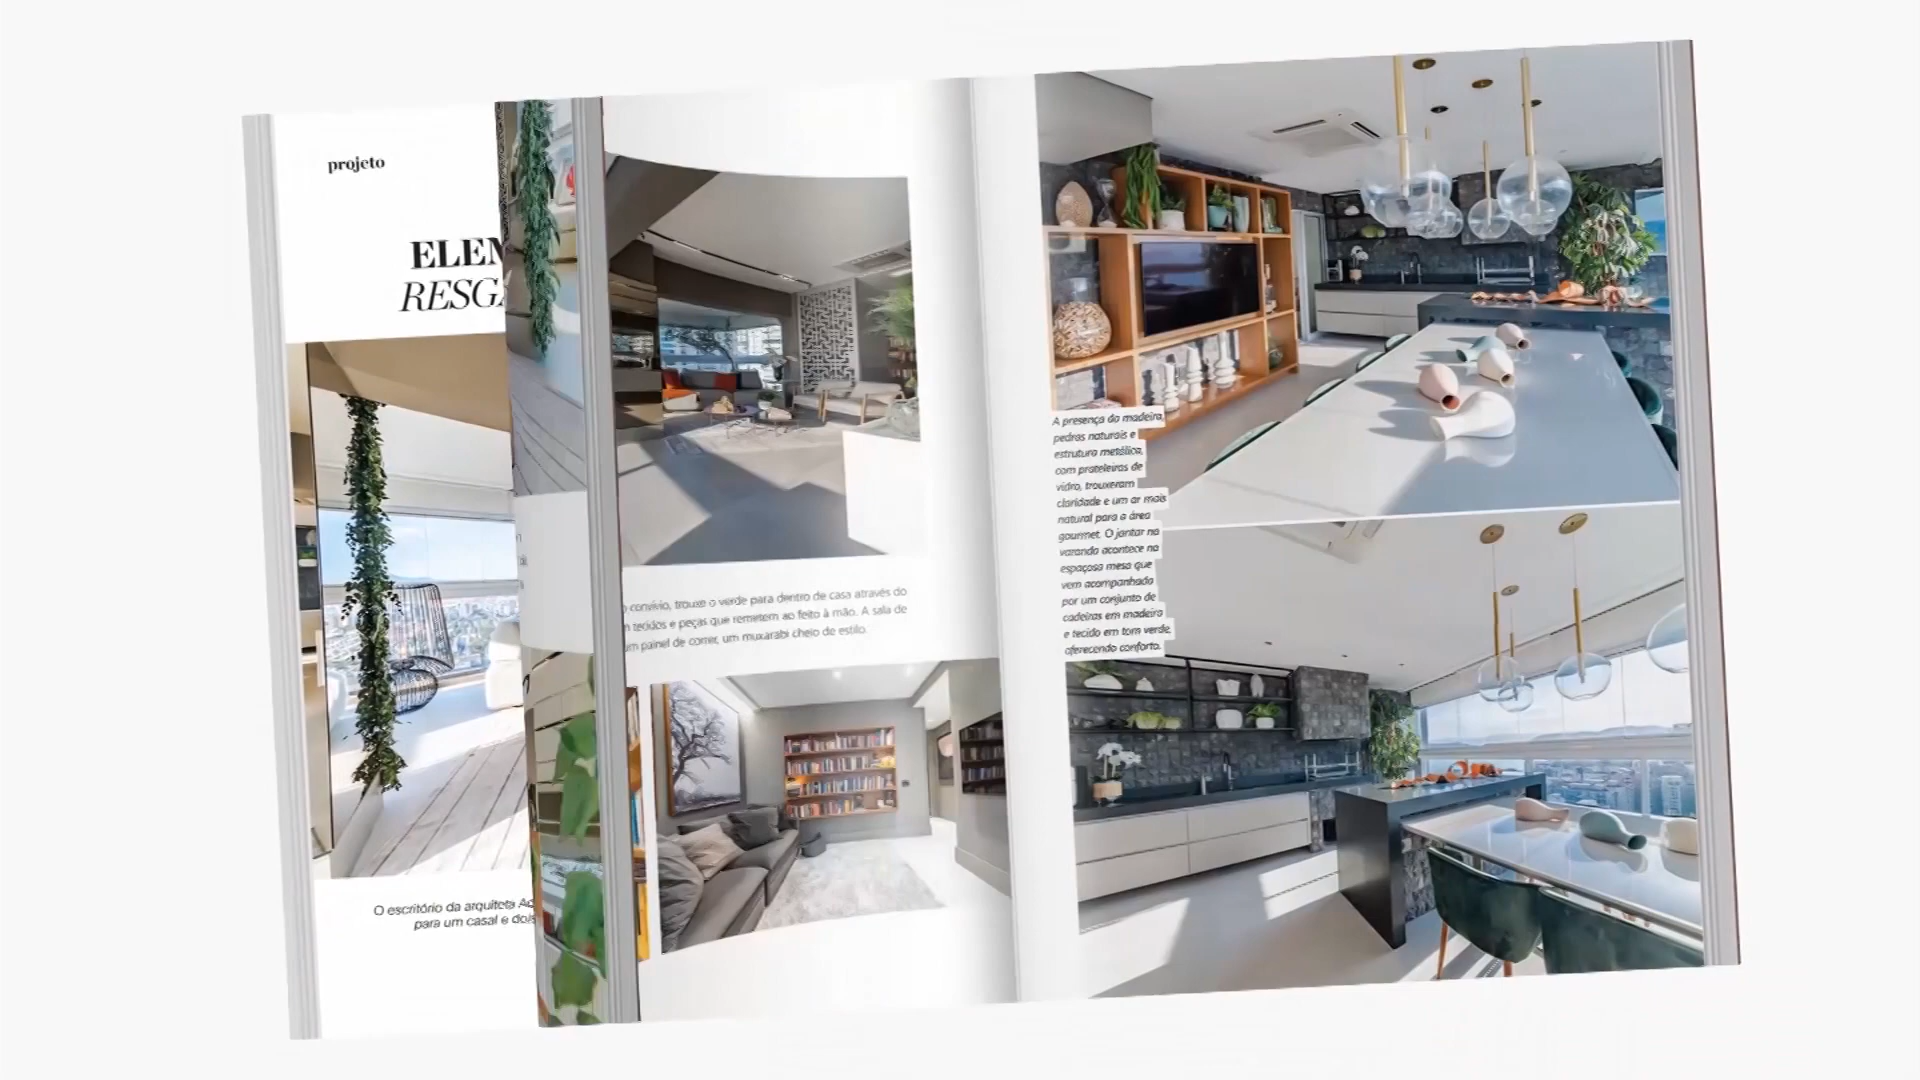 projeto
ELEM
RESGA
O escritório da arquiteta Ad
para um casal e dois
convívio, trouxe o verde para dentro de casa através do
tecidos e peças que remetem ao feito à mão. A sala de
um painel de correr, um muxarabi cheio de estilo.
A presença da madeira,
pedras naturais e
estrutura metálica,
com prateleiras de
vidro, trouxeram
claridade e um ar mais
natural para a área
gourmet. O jantar na
varanda acontece na
espaçosa mesa que
vem acompanhada
por um conjunto de
cadeiras em madeira
e tecido em tom verde,
oferecendo conforto.